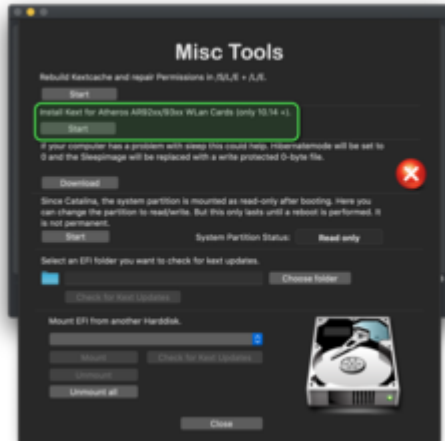 Misc Tools
Rebuild Kextcache and repair Permissions in /S/L/E + /L/E.
Start
Install Kext for Atheros AR92xx/93xx WLan Cards (only 10.14 <).
Start
If your computer has a problem with sleep this could help. Hibernatemode will be set
to 0 and the Sleepimage will be replaced with a write protected 0-byte file.
Download
Since Catalina, the system partition is mounted as read-only after booting. Here you
can change the partition to read/write. But this only lasts until a reboot is performed. It
is not permanent.
Start
System Partition Status:
Read only
Select an EFI folder you want to check for kext updates.
Choose folder
Check for Kext Updates
Mount EFI from another Harddisk.
Mount
Check for Kext Updates
Unmount
Unmount all
Close